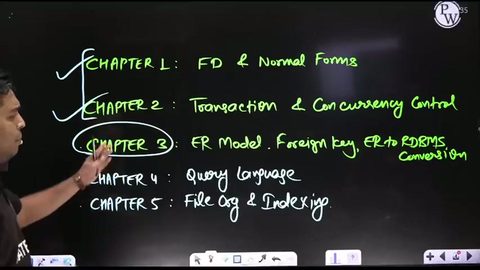 PW
CHAPTER 1 : FD & Normal Forms
CHAPTER 2 : Transaction & Concurrency Control
CHAPTER 3 : ER Model. Foreign key, ER to RDBMS
Conversion
CHAPTER 4 : Query Language
CHAPTER 5 : File Org & Indexing.